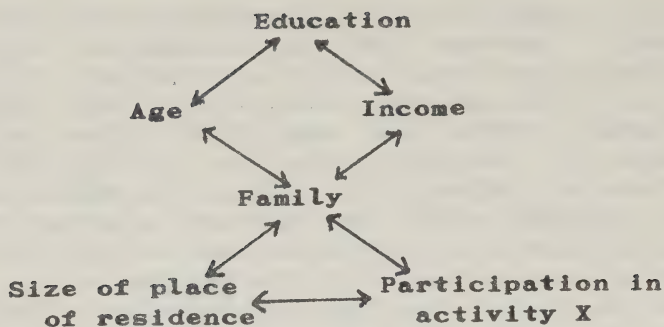 Education
Age Income
Family
Size of place Participation in
of residence activity X